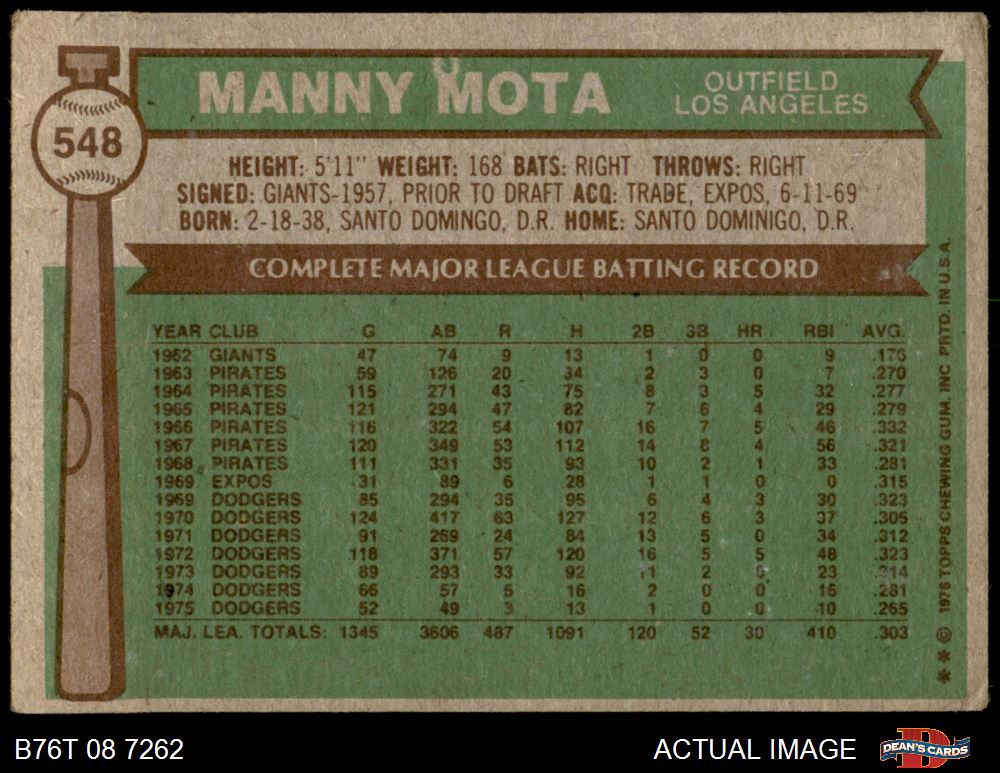 548
MANNY MOTA
OUTFIELD
LOS ANGELES
HEIGHT: 5'11" WEIGHT: 168 BATS: RIGHT THROWS: RIGHT
SIGNED: GIANTS-1957, PRIOR TO DRAFT ACQ: TRADE, EXPOS, 6-11-69
BORN: 2-18-38, SANTO DOMINGO, D.R. HOME: SANTO DOMINIGO, D.R.
COMPLETE MAJOR LEAGUE BATTING RECORD
YEAR CLUB G AB R H 2B 3B HR RBI AVG.
1962 GIANTS 47 74 9 13 1 0 0 9 .176
1963 PIRATES 59 126 20 34 2 3 0 7 .270
1964 PIRATES 115 271 43 75 8 3 5 32 .277
1965 PIRATES 121 294 47 82 7 6 4 29 .279
1966 PIRATES 116 322 54 107 16 7 5 46 .332
1967 PIRATES 120 349 53 112 14 8 4 56 .321
1968 PIRATES 111 331 35 93 10 2 1 33 .281
1969 EXPOS 31 89 6 28 1 1 0 0 .315
1969 DODGERS 85 294 35 95 6 4 3 30 .323
1970 DODGERS 124 417 63 127 12 6 3 37 .305
1971 DODGERS 91 269 24 84 13 5 0 34 .312
1972 DODGERS 118 371 57 120 16 5 5 48 .323
1973 DODGERS 89 293 33 92 11 2 0 23 .314
1974 DODGERS 66 57 5 16 2 0 0 16 .281
1975 DODGERS 52 49 3 13 1 0 0 10 .265
MAJ. LEA. TOTALS: 1345 3606 487 1091 120 52 30 410 .303
** © 1976 TOPPS CHEWING GUM, INC PRTD. IN U.S.A.
B76T 08 7262
ACTUAL IMAGE
DEAN'S CARDS